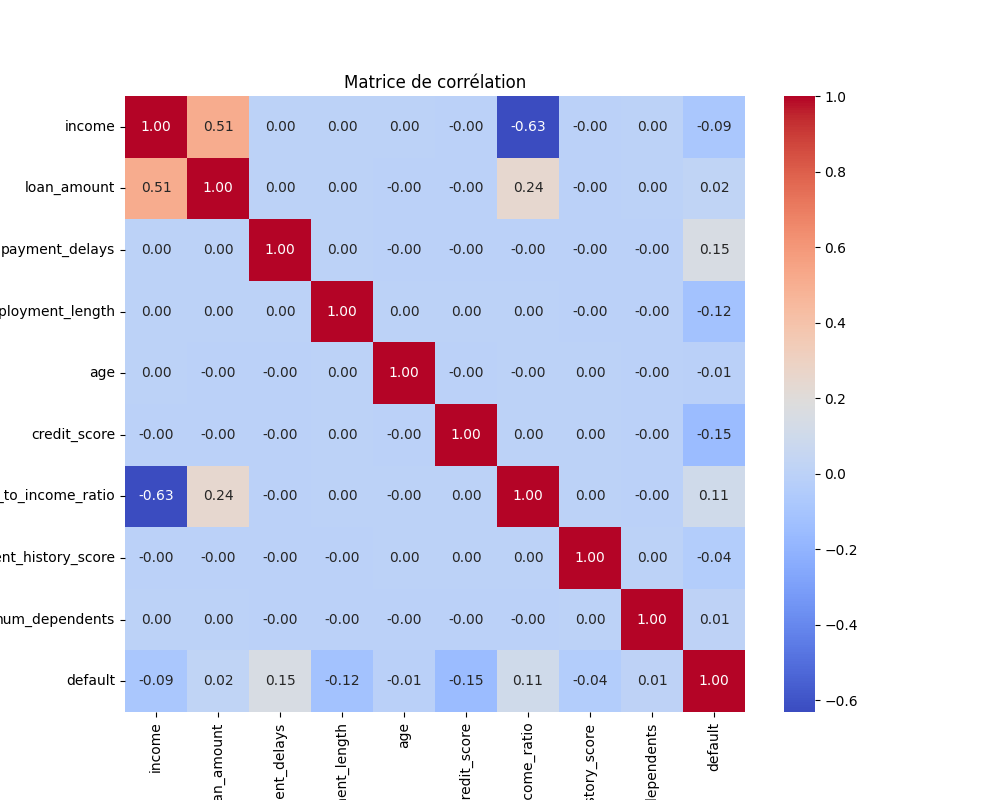 Matrice de corrélation
income 1.00 0.51 0.00 0.00 0.00 -0.00 -0.63 -0.00 0.00 -0.09
loan_amount 0.51 1.00 0.00 0.00 -0.00 -0.00 0.24 -0.00 0.00 0.02
payment_delays 0.00 0.00 1.00 0.00 -0.00 -0.00 -0.00 -0.00 -0.00 0.15
ployment_length 0.00 0.00 0.00 1.00 0.00 0.00 0.00 -0.00 -0.00 -0.12
age 0.00 -0.00 -0.00 0.00 1.00 -0.00 -0.00 0.00 -0.00 -0.01
credit_score -0.00 -0.00 -0.00 0.00 -0.00 1.00 0.00 0.00 -0.00 -0.15
_to_income_ratio -0.63 0.24 -0.00 0.00 -0.00 0.00 1.00 0.00 -0.00 0.11
ent_history_score -0.00 -0.00 -0.00 -0.00 0.00 0.00 0.00 1.00 0.00 -0.04
num_dependents 0.00 0.00 -0.00 -0.00 -0.00 -0.00 -0.00 0.00 1.00 0.01
default -0.09 0.02 0.15 -0.12 -0.01 -0.15 0.11 -0.04 0.01 1.00
income
an_amount
ent_delays
ment_length
age
redit_score
come_ratio
story_score
dependents
default
1.0
0.8
0.6
0.4
0.2
0.0
−0.2
−0.4
−0.6